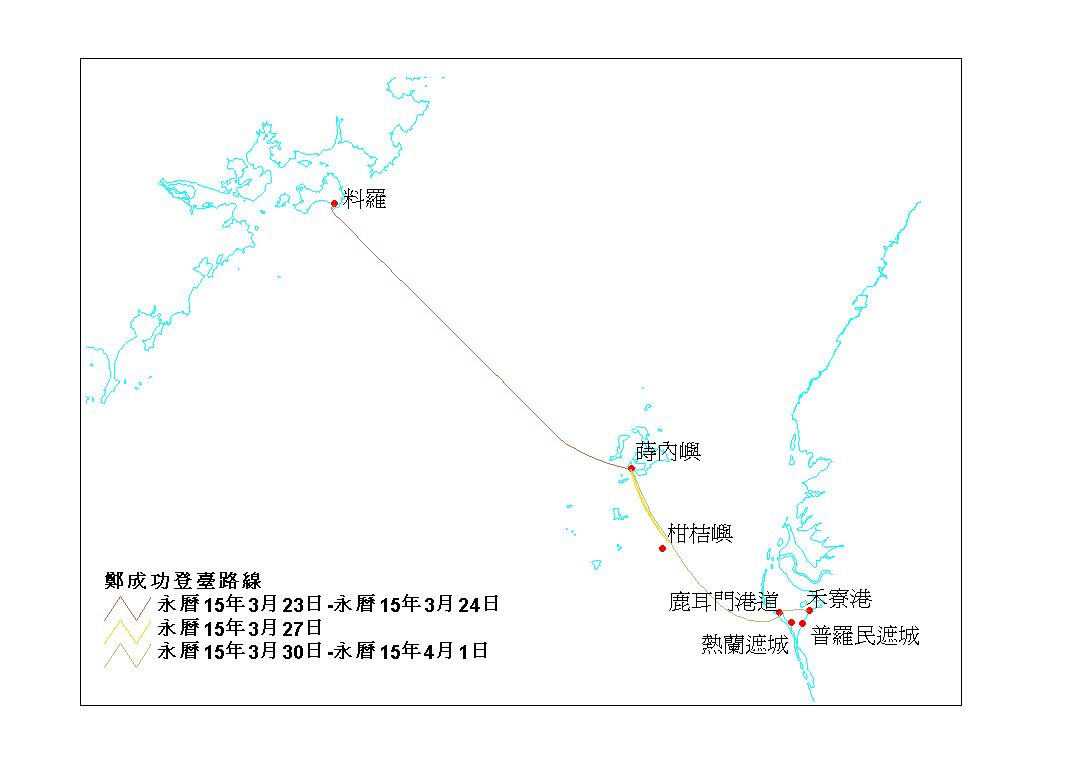 料羅
蒔內嶼
柑桔嶼
鹿耳門港道
禾寮港
熱蘭遮城
普羅民遮城
鄭成功登臺路線
永曆15年3月23日-永曆15年3月24日
永曆15年3月27日
永曆15年3月30日-永曆15年4月1日